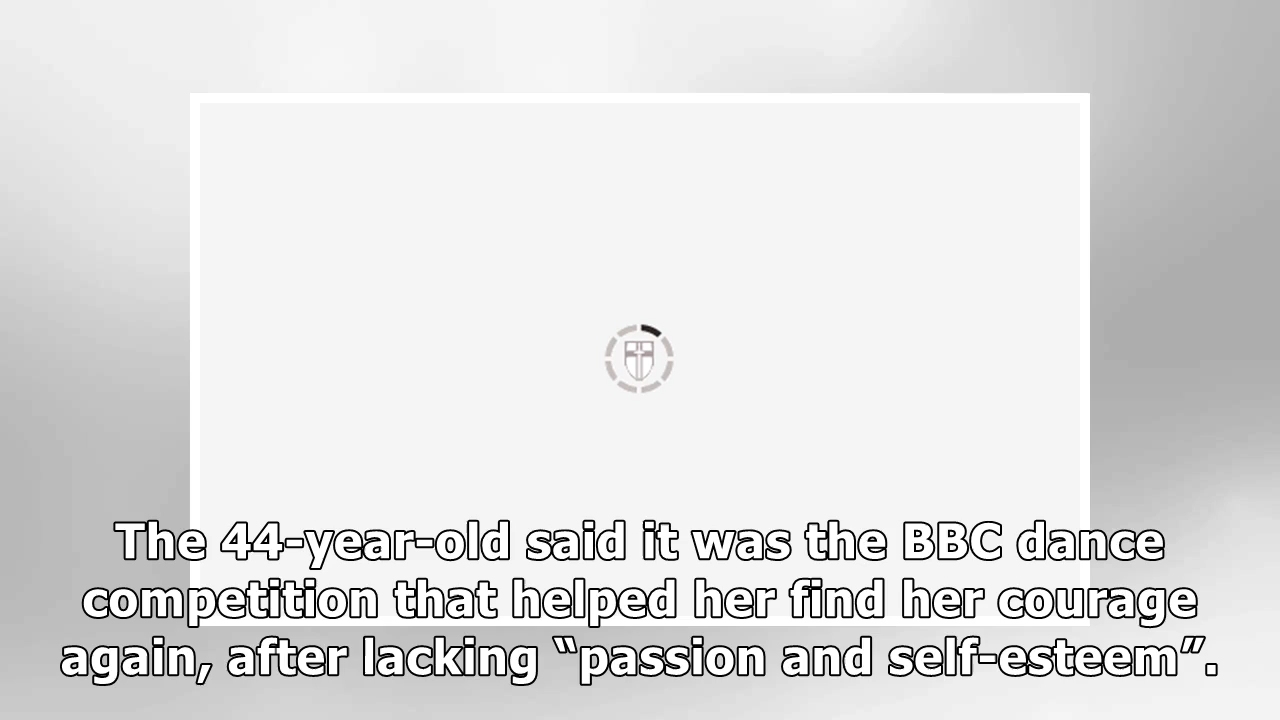 The 44-year-old said it was the BBC dance
competition that helped her find her courage
again, after lacking “passion and self-esteem”.